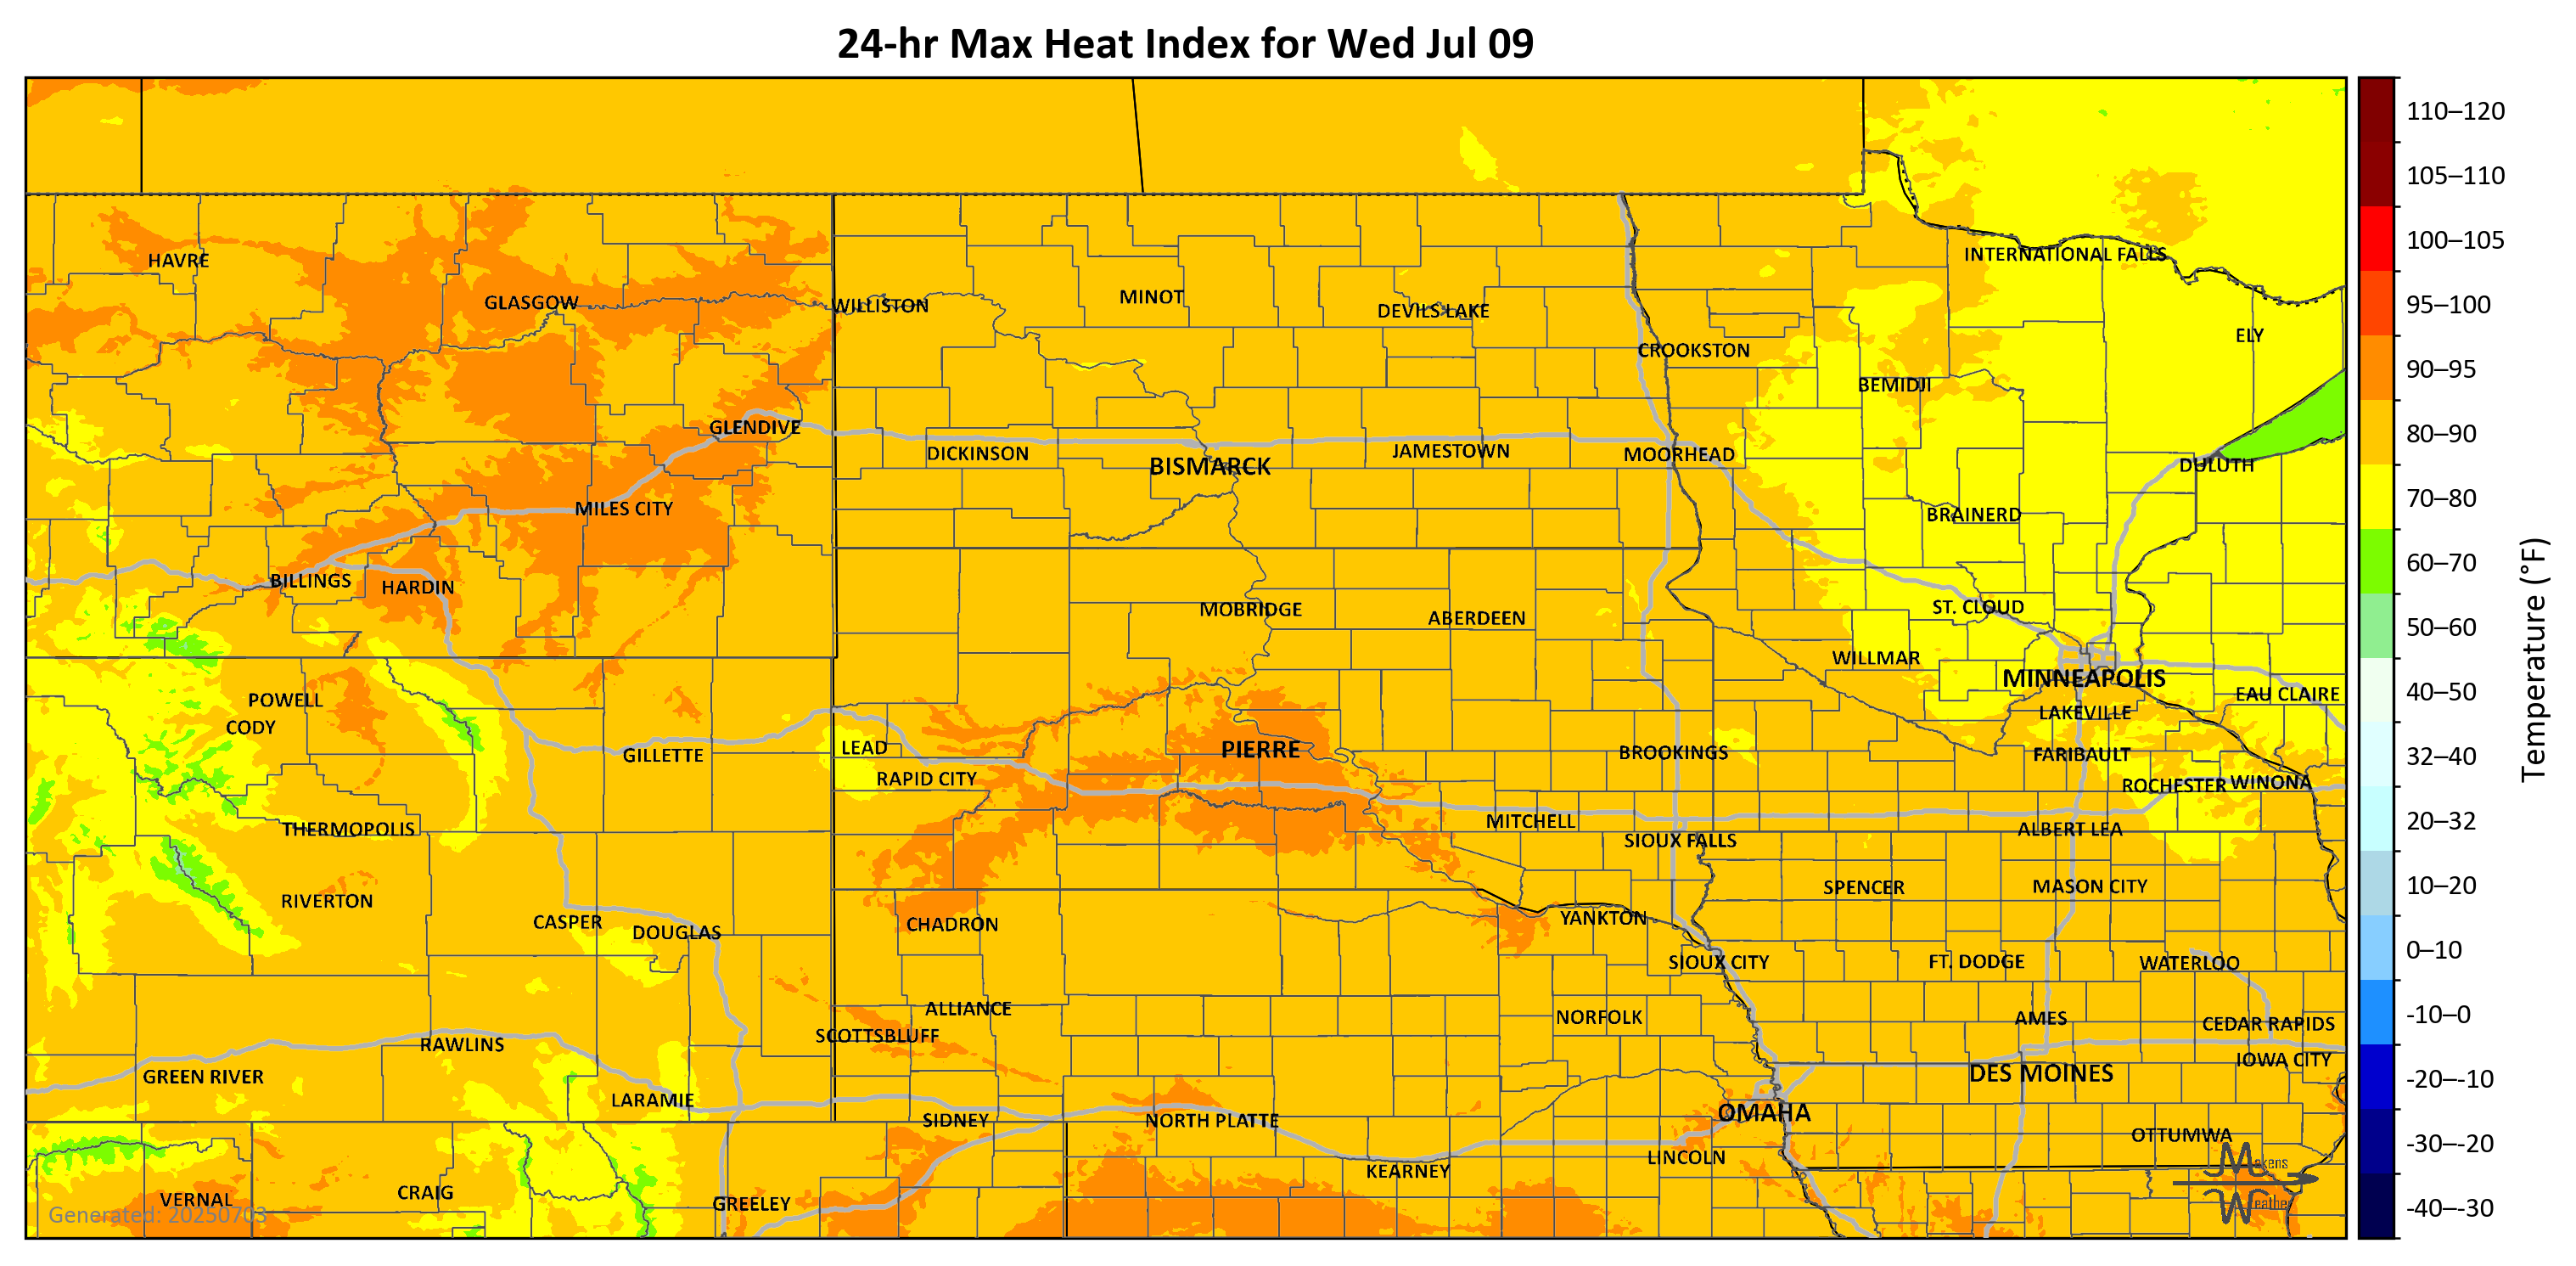 24-hr Max Heat Index for Wed Jul 09
110—120
105—110
HAVRE
INTERNATIONAL FALLS
100—105
GLASGOW
WILLISTON
MINOT
DEVILS LAKE
95—100
ELY
CROOKSTON
BEMIDJI
90—95
GLENDIVE
DICKINSON
BISMARCK
JAMESTOWN
MOORHEAD
DULUTH
80—90
MILES CITY
BRAINERD
70—80
BILLINGS
HARDIN
60—70
MOBRIDGE
ABERDEEN
ST. CLOUD
50—60
WILLMAR
MINNEAPOLIS
EAU CLAIRE
40—50
POWELL
CODY
LAKEVILLE
GILLETTE
LEAD
PIERRE
BROOKINGS
FARIBAULT
32—40
RAPID CITY
ROCHESTER
WINONA
Temperature (°F)
THERMOPOLIS
MITCHELL
SIOUX FALLS
ALBERT LEA
20—32
RIVERTON
SPENCER
MASON CITY
10—20
CASPER
DOUGLAS
CHADRON
YANKTON
SIOUX CITY
FT. DODGE
WATERLOO
0—10
ALLIANCE
SCOTTSBLUFF
NORFOLK
AMES
CEDAR RAPIDS
-10—0
RAWLINS
IOWA CITY
GREEN RIVER
LARAMIE
DES MOINES
-20—-10
SIDNEY
NORTH PLATTE
OMAHA
OTTUMWA
-30—-20
KEARNEY
LINCOLN
Makens
Weather
VERNAL
CRAIG
GREELEY
Generated: 20250703
-40—-30